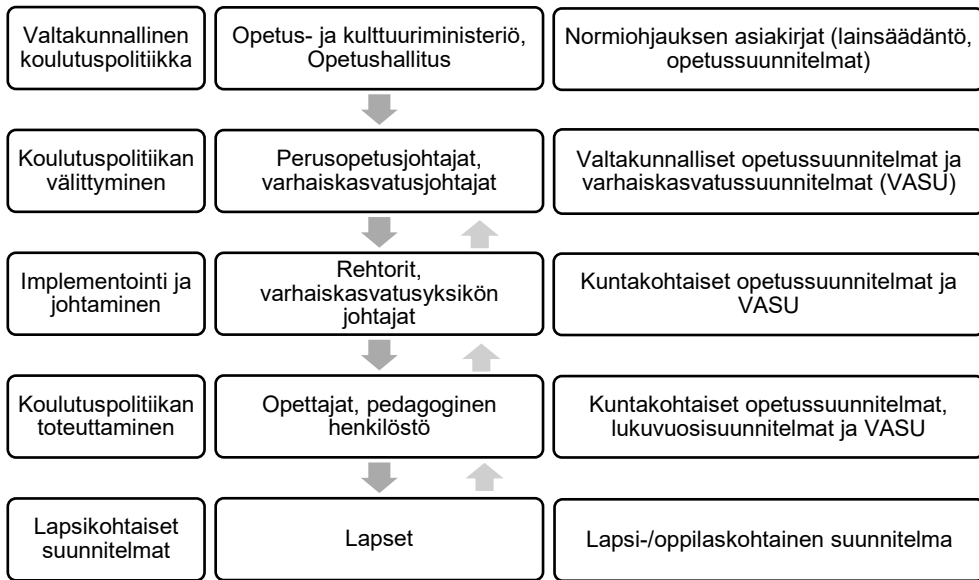 Valtakunnallinen
koulutuspolitiikka
Opetus- ja kulttuuriministeriö,
Opetushallitus
Normiohjauksen asiakirjat (lainsäädäntö,
opetussuunnitelmat)
Koulutuspolitiikan
välittyminen
Perusopetusjohtajat,
varhaiskasvatusjohtajat
Valtakunnalliset opetussuunnitelmat ja
varhaiskasvatussuunnitelmat (VASU)
Implementointi ja
johtaminen
Rehtorit,
varhaiskasvatusyksikön
johtajat
Kuntakohtaiset opetussuunnitelmat ja
VASU
Koulutuspolitiikan
toteuttaminen
Opettajat, pedagoginen
henkilöstö
Kuntakohtaiset opetussuunnitelmat,
lukuvuosisuunnitelmat ja VASU
Lapsikohtaiset
suunnitelmat
Lapset
Lapsi-/oppilaskohtainen suunnitelma